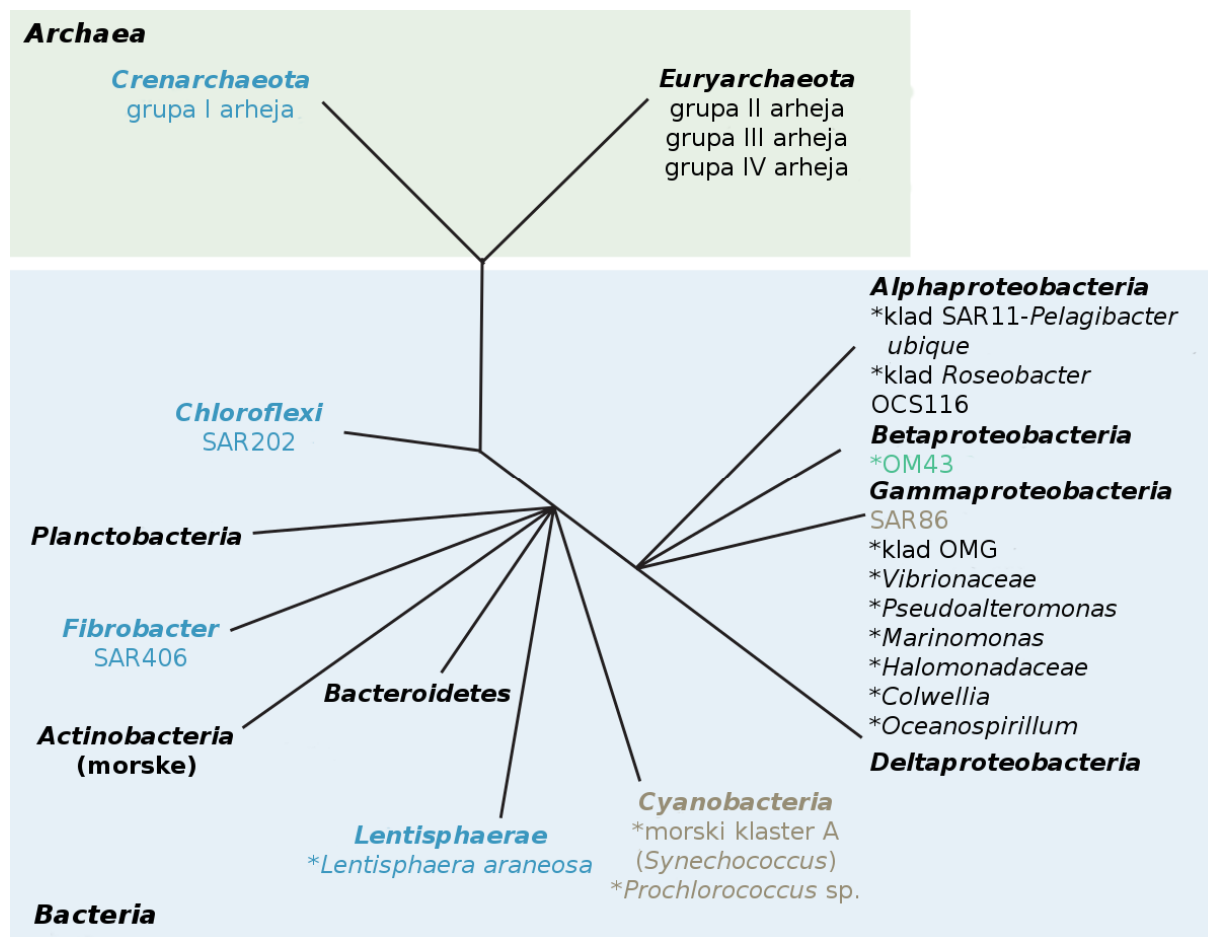 Archaea
Crenarchaeota
grupa I arheja
Euryarchaeota
grupa II arheja
grupa III arheja
grupa IV arheja
Alphaproteobacteria
*klad SAR11-Pelagibacter
ubique
*klad Roseobacter
OCS116
Betaproteobacteria
*OM43
Gammaproteobacteria
SAR86
*klad OMG
*Vibrionaceae
*Pseudoalteromonas
*Marinomonas
*Halomonadaceae
*Colwellia
*Oceanospirillum
Deltaproteobacteria
Chloroflexi
SAR202
Planctobacteria
Fibrobacter
SAR406
Bacteroidetes
Actinobacteria
(morske)
Lentisphaerae
*Lentisphaera araneosa
Cyanobacteria
*morski klaster A
(Synechococcus)
*Prochlorococcus sp.
Bacteria